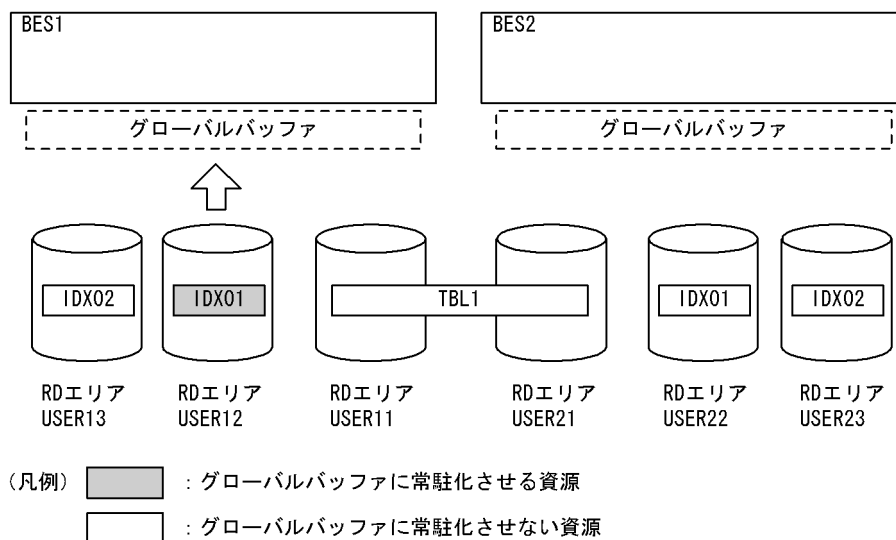 BES1
BES2
グローバルバッファ
グローバルバッファ
IDX02
IDX01
TBL1
IDX01
IDX02
RDエリア
USER13
RDエリア
USER12
RDエリア
USER11
RDエリア
USER21
RDエリア
USER22
RDエリア
USER23
(凡例)
：グローバルバッファに常駐化させる資源
：グローバルバッファに常駐化させない資源